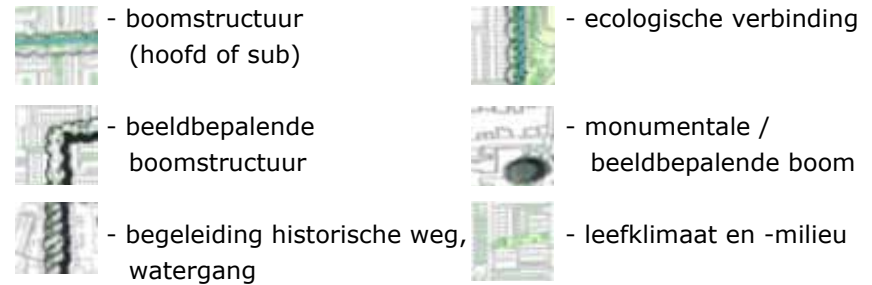 - boomstructuur
(hoofd of sub)
- ecologische verbinding
- beeldbepalende
boomstructuur
- monumentale /
beeldbepalende boom
- begeleiding historische weg,
watergang
- leefklimaat en -milieu